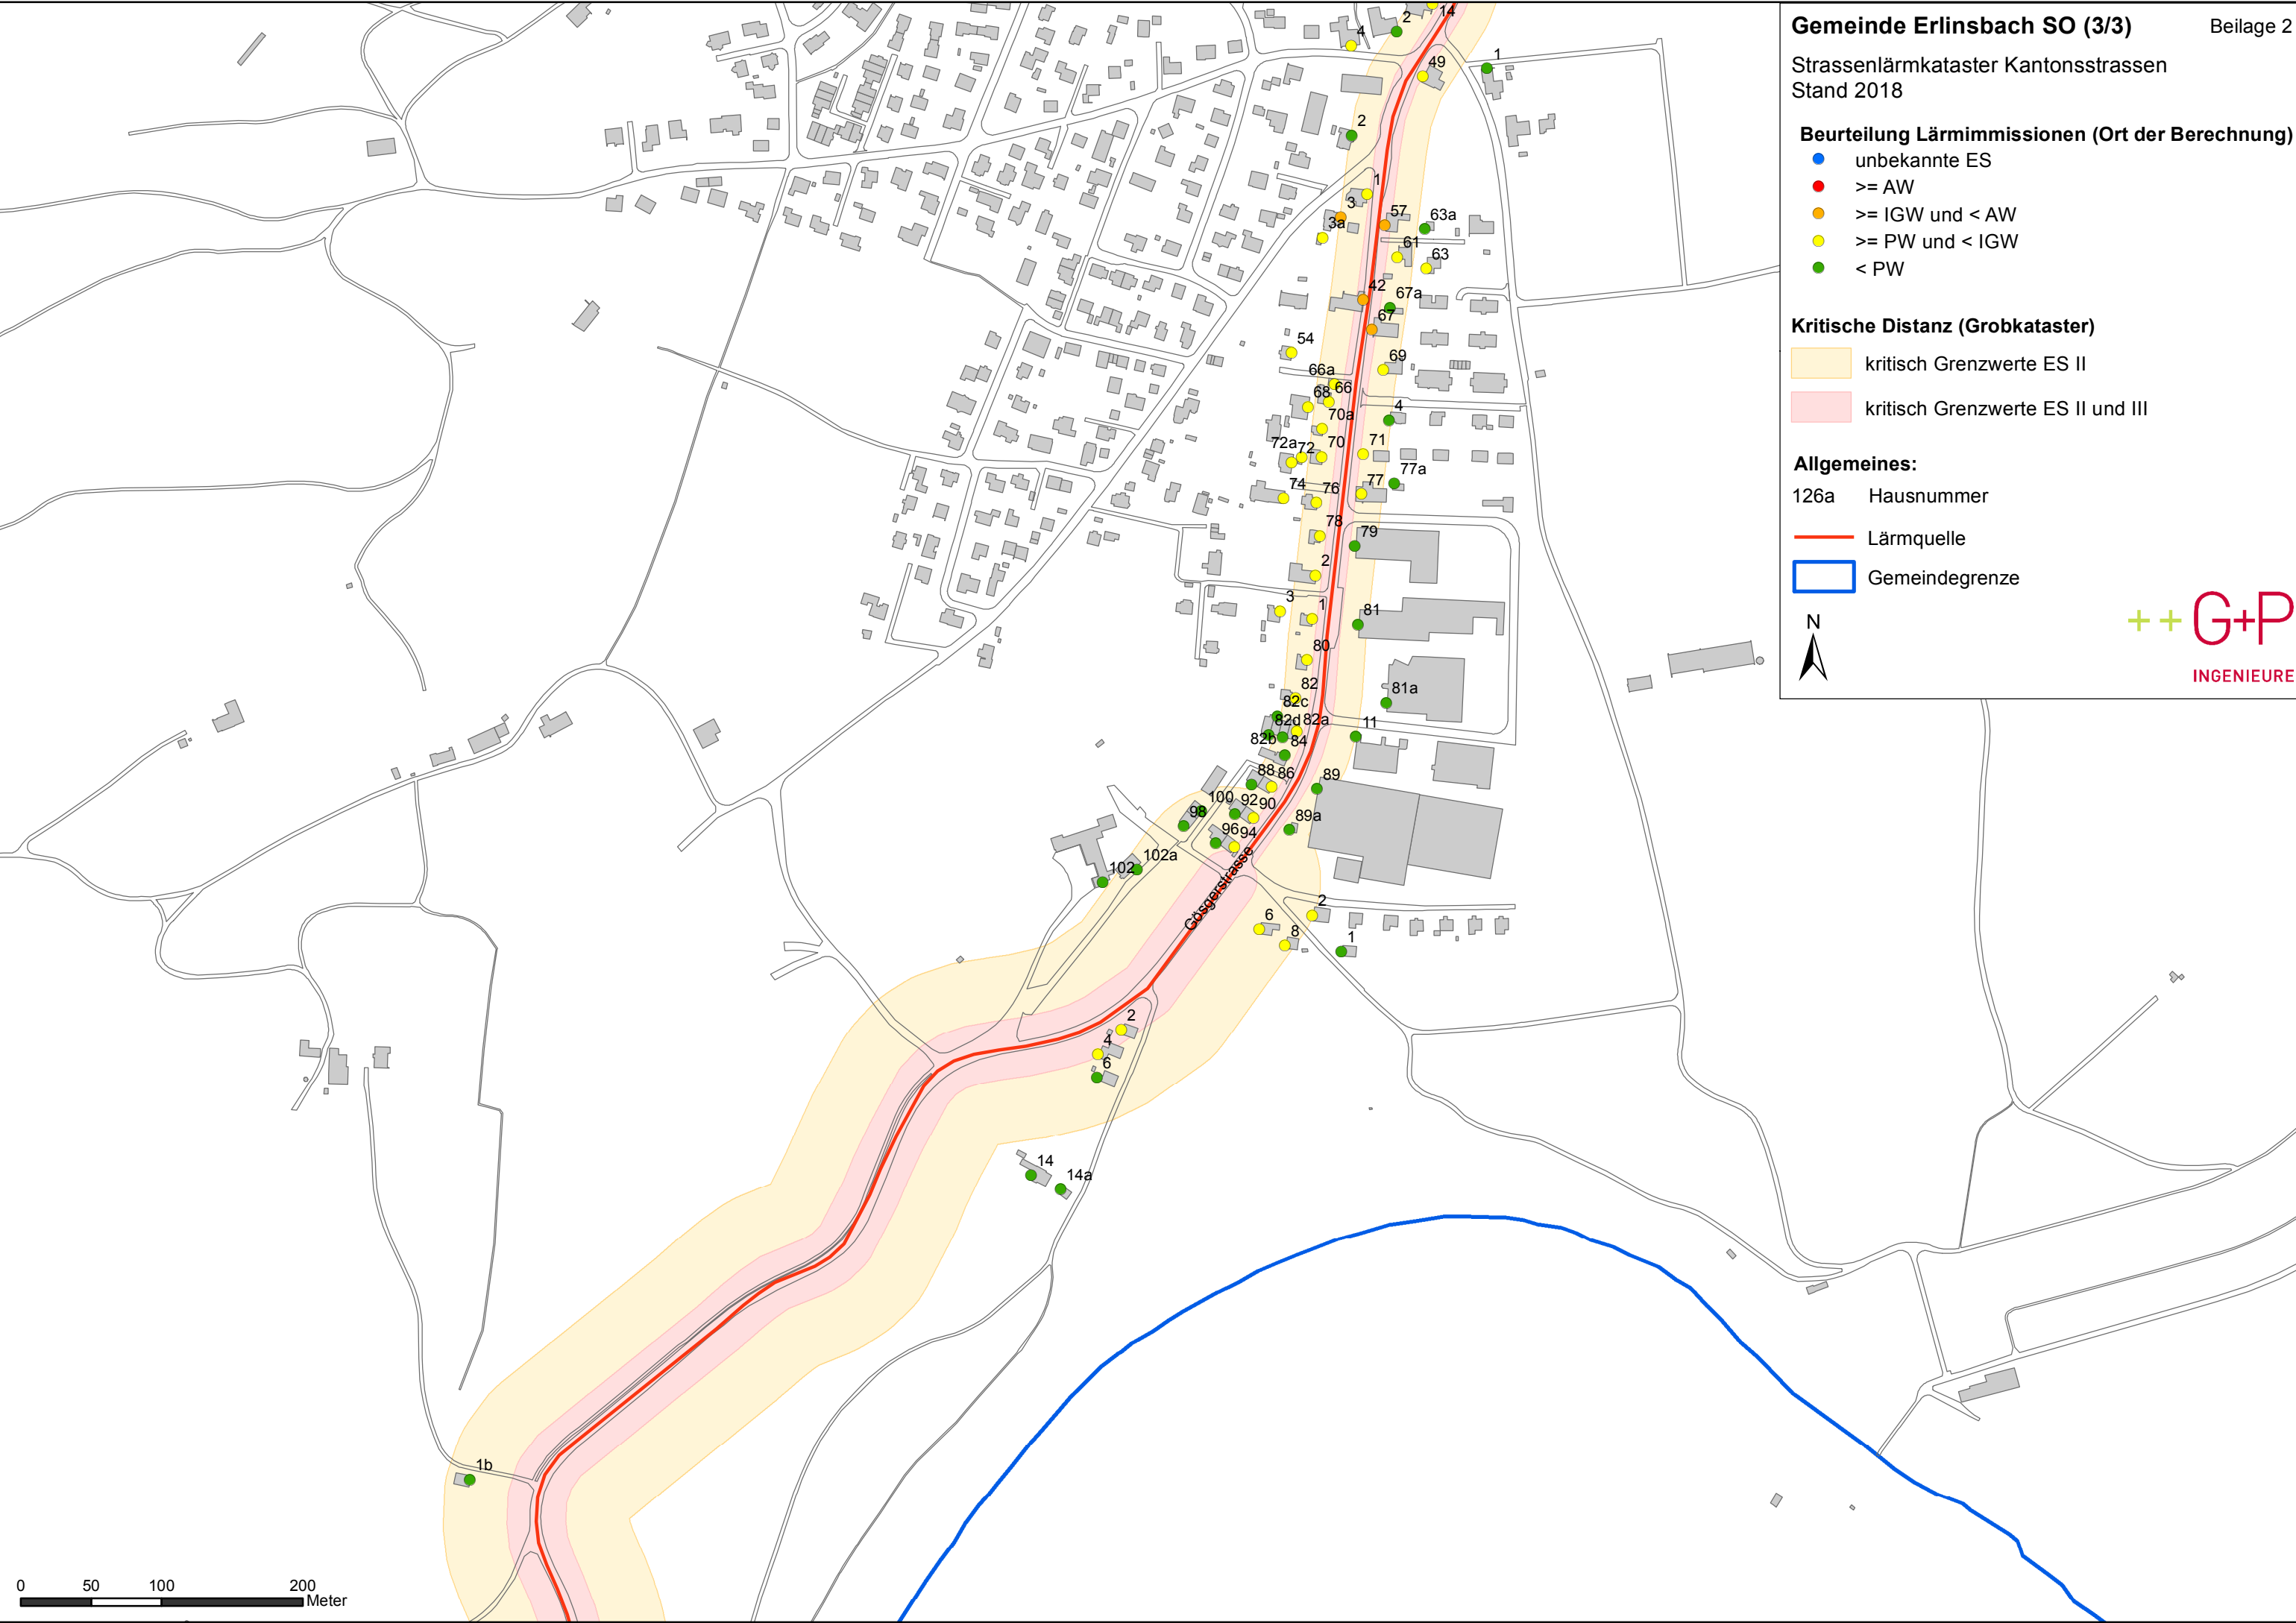 Gemeinde Erlinsbach SO (3/3) Beilage 2
Strassenlärmkataster Kantonsstrassen
Stand 2018
Beurteilung Lärmimmissionen (Ort der Berechnung)
unbekannte ES
>= AW
>= IGW und < AW
>= PW und < IGW
< PW
Kritische Distanz (Grobkataster)
kritisch Grenzwerte ES II
kritisch Grenzwerte ES II und III
Allgemeines:
126a Hausnummer
Lärmquelle
Gemeindegrenze
N
++ G+P
INGENIEURE
14
2
4
49
1
2
1
3
57
63a
3a
61
63
42
67a
67
54
69
66a
66
68
70a
4
70
71
72a
72
77a
74
76
77
78
79
2
3
1
81
80
82
81a
82c
82d
82a
11
82b
84
88
86
89
100
92
90
98
89a
96
94
102a
102
Gösgerstrasse
2
6
8
1
2
4
6
14
14a
1b
0 50 100 200
Meter